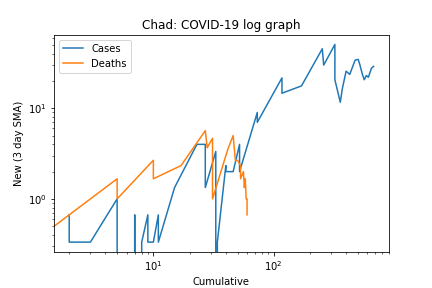 Chad: COVID-19 log graph
Cases
Deaths
New (3 day SMA)
10¹
10⁰
10¹
10²
Cumulative